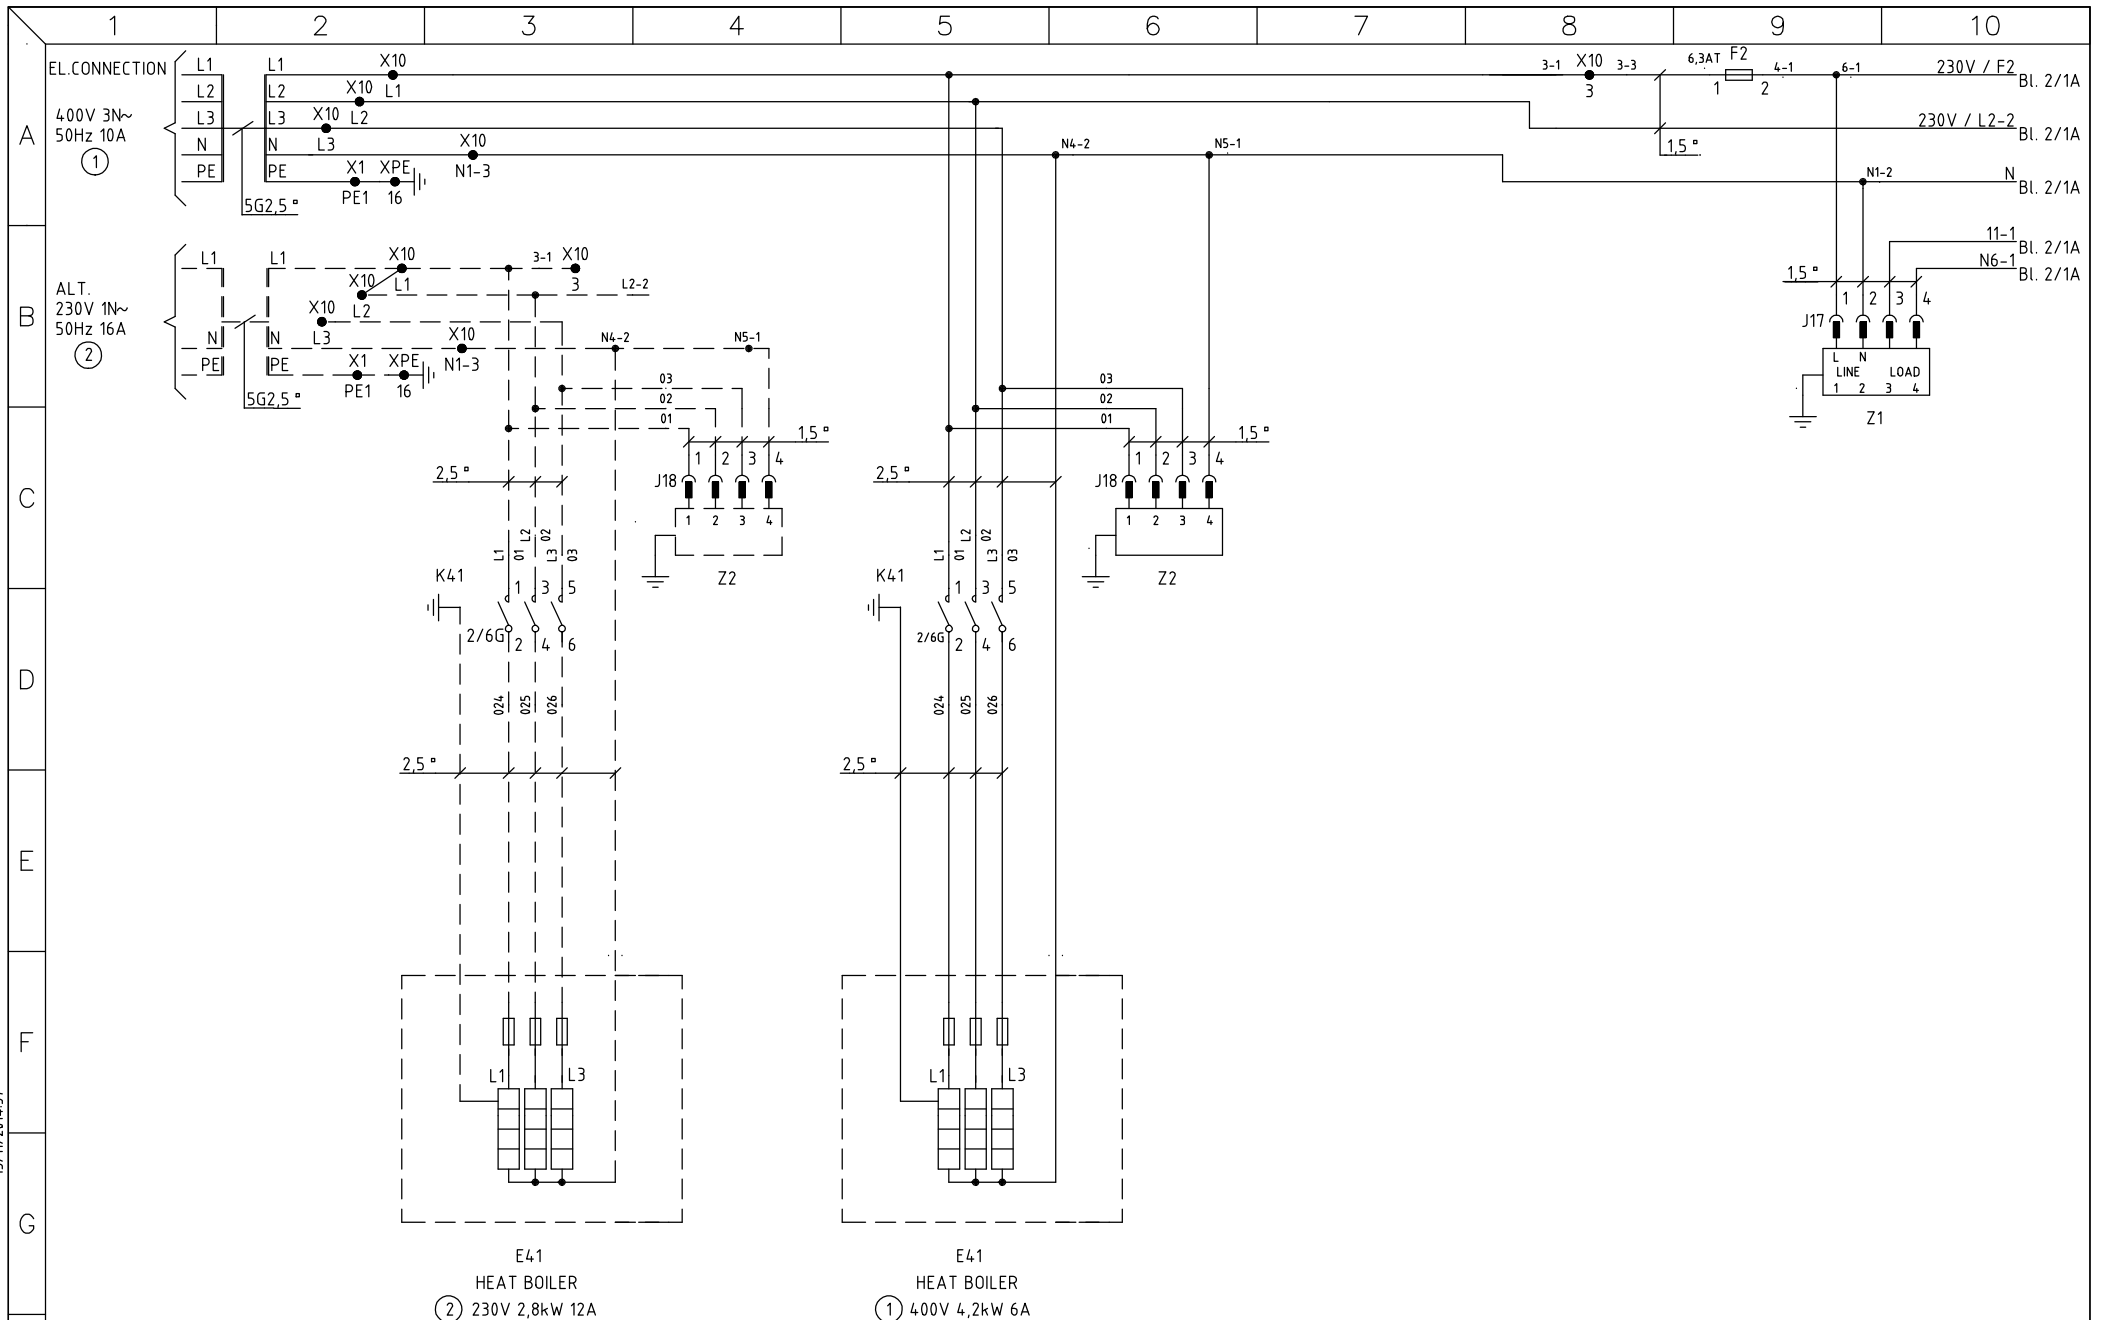 1 2 3 4 5 6 7 8 9 10
A
B
C
D
E
F
G
EL.CONNECTION
400V 3N~
50Hz 10A
1
L1
L2
L3
N
PE
L1
L2
L3
N
PE
5G2,5 ▫
X10
L1
X10
L2
X10
L3
X10
N1-3
X1
PE1
XPE
16
N4-2
N5-1
3-1
X10
3
3-3
6,3AT
F2
1
2
4-1
6-1
230V / F2
Bl. 2/1A
230V / L2-2
Bl. 2/1A
1,5 ▫
N1-2
N
Bl. 2/1A
11-1
Bl. 2/1A
N6-1
Bl. 2/1A
1,5 ▫
1 2 3 4
J17
L N
LINE LOAD
1 2 3 4
Z1
ALT.
230V 1N~
50Hz 16A
2
L1
N
PE
L1
N
PE
5G2,5 ▫
X10
L1
X10
L2
X10
L3
X10
N1-3
X1
PE1
XPE
16
3-1
X10
3
L2-2
N4-2
N5-1
03
02
01
1,5 ▫
1 2 3 4
J18
1 2 3 4
Z2
2,5 ▫
L1
01
L2
02
L3
03
K41
1 3 5
2/6G
2 4 6
024
025
026
2,5 ▫
L1
L3
E41
HEAT BOILER
2 230V 2,8kW 12A
03
02
01
1,5 ▫
1 2 3 4
J18
1 2 3 4
Z2
2,5 ▫
L1
01
L2
02
L3
03
K41
1 3 5
2/6G
2 4 6
024
025
026
2,5 ▫
L1
L3
E41
HEAT BOILER
1 400V 4,2kW 6A